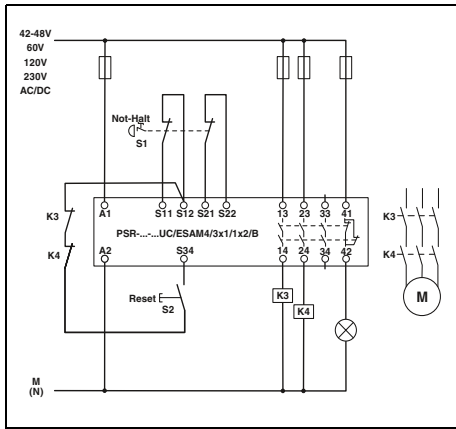 42-48V
60V
120V
230V
AC/DC
Not-Halt
S1
K3
A1
S11
S12
S21
S22
13
23
33
41
PSR-...-...UC/ESAM4/3x1/1x2/B
K3
K4
A2
S34
14
24
34
42
K4
Reset
S2
K3
K4
M
M
(N)